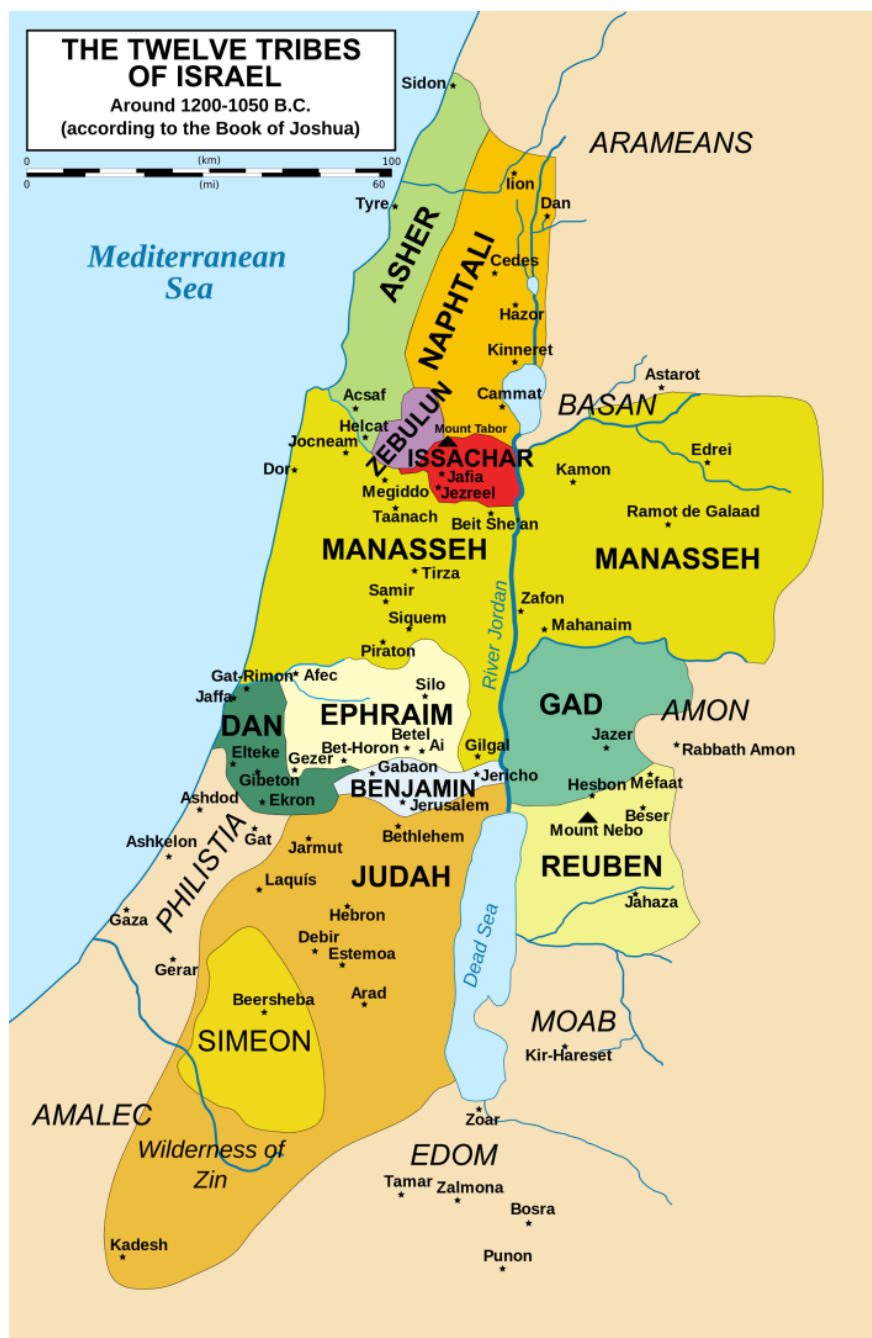 THE TWELVE TRIBES
OF ISRAEL
Around 1200-1050 B.C.
(according to the Book of Joshua)
0 (km) 100
0 (mi) 60
Sidon
ARAMEANS
Iion
Tyre
Dan
ASHER
Mediterranean
Sea
NAPHTALI
Cedes
Hazor
Kinneret
Astarot
Acsaf
Cammat
BASAN
Helcat
ZEBULUN
Mount Tabor
Jocneam
ISSACHAR
Edrei
Dor
Jafia
Kamon
Megiddo
Jezreel
Taanach
Beit She'an
Ramot de Galaad
MANASSEH
MANASSEH
Tirza
Samir
River Jordan
Zafon
Siquem
Mahanaim
Piraton
Gat-Rimon
Afec
Silo
Jaffa
GAD
AMON
DAN
EPHRAIM
Betel
Jazer
Elteke
Bet-Horon
Ai
Gilgal
Rabbath Amon
Gezer
Gabaon
Jericho
Gibeton
BENJAMIN
Hesbon
Mefaat
Ashdod
Ekron
Jerusalem
Beser
Mount Nebo
Ashkelon
Gat
Jarmut
Bethlehem
PHILISTIA
Laquís
JUDAH
REUBEN
Jahaza
Gaza
Hebron
Debir
Estemoa
Dead Sea
Gerar
Beersheba
Arad
SIMEON
MOAB
Kir-Hareset
AMALEC
Zoar
Wilderness of
Zin
EDOM
Tamar
Zalmona
Bosra
Kadesh
Punon